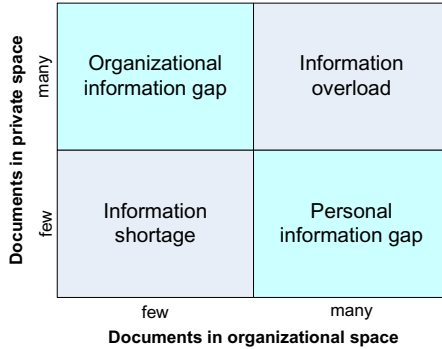 Documents in private space
many
few
Organizational
information gap
Information
overload
Information
shortage
Personal
information gap
few
many
Documents in organizational space